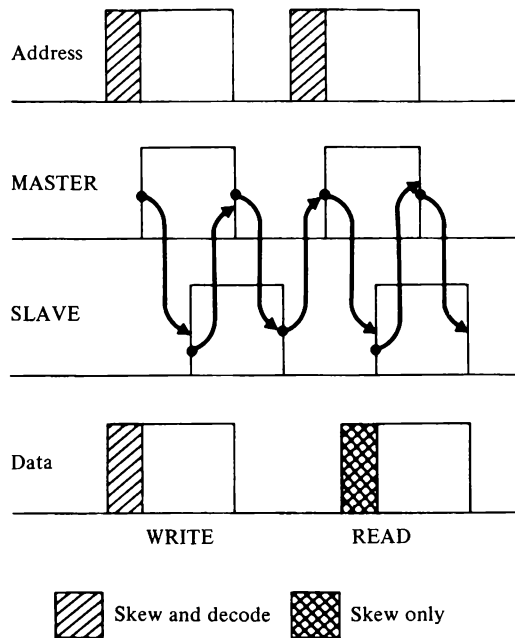 Address
MASTER
SLAVE
Data
WRITE READ
Skew and decode Skew only